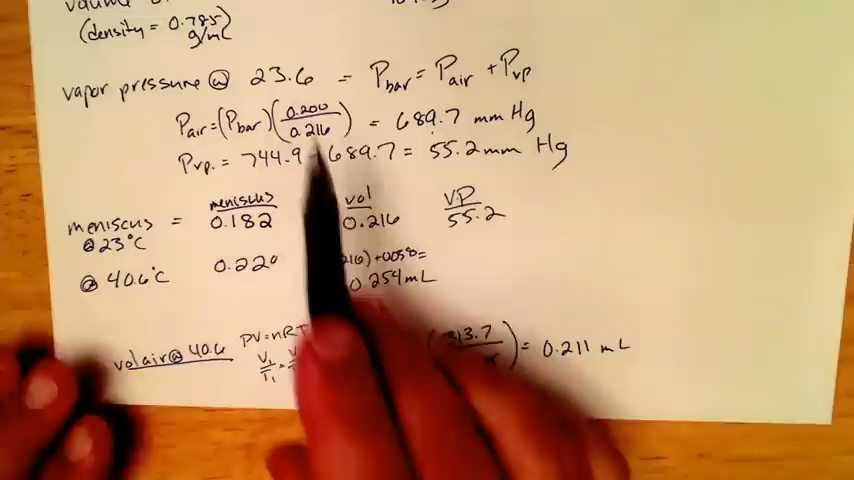 (density = 0.785 g/mL)
vapor pressure @ 23.6 = Pbar = Pair + Pvp
Pair = (Pbar)(0.200/0.216) = 689.7 mm Hg
Pvp. = 744.9 - 689.7 = 55.2 mm Hg
meniscus vol V.P
meniscus = 0.182 0.216 55.2
@ 23°C
@ 40.6°C 0.220 0.254 mL
vol air @ 40.6 PV=nRT V1/T1 = 313.7 = 0.211 mL